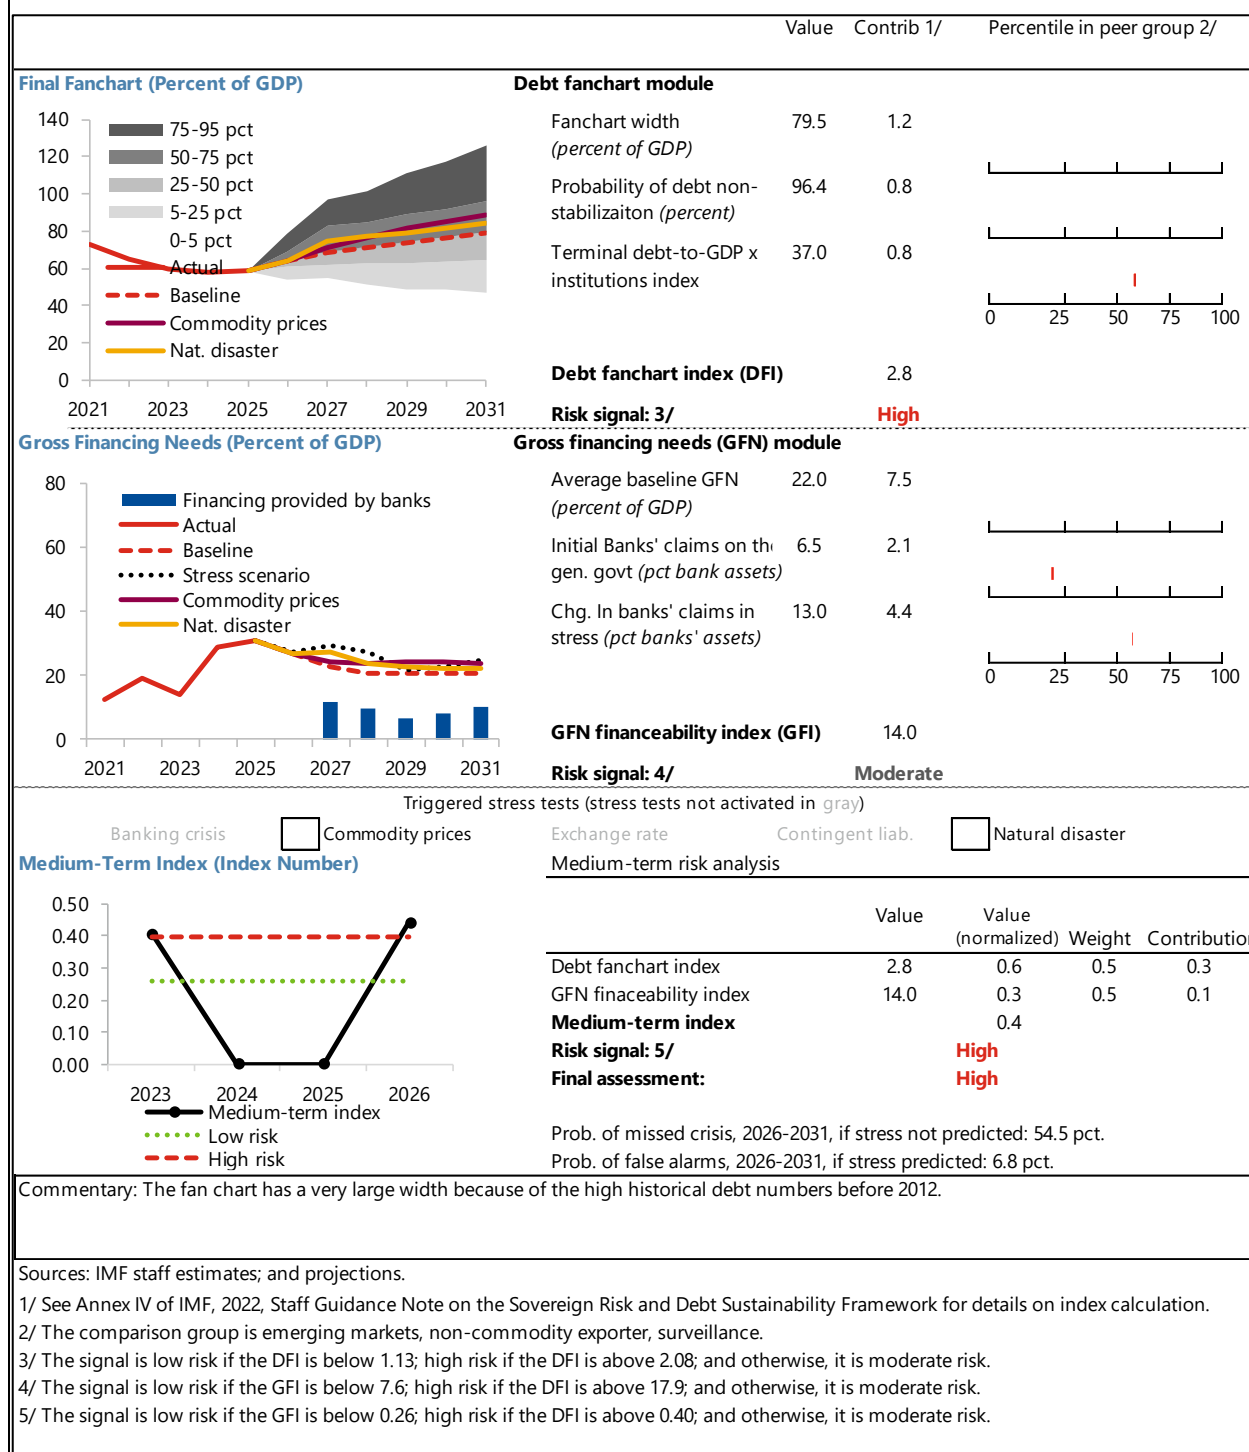 Value Contrib 1/ Percentile in peer group 2/
Final Fanchart (Percent of GDP)
140
120
100
80
60
40
20
0
75-95 pct
50-75 pct
25-50 pct
5-25 pct
0-5 pct
Actual
Baseline
Commodity prices
Nat. disaster
2021 2023 2025 2027 2029 2031
Debt fanchart module
Fanchart width 79.5 1.2
(percent of GDP)
Probability of debt non- 96.4 0.8
stabilizaiton (percent)
Terminal debt-to-GDP x 37.0 0.8
institutions index
0 25 50 75 100
Debt fanchart index (DFI) 2.8
Risk signal: 3/ High
Gross Financing Needs (Percent of GDP)
80
60
40
20
0
Financing provided by banks
Actual
Baseline
Stress scenario
Commodity prices
Nat. disaster
2021 2023 2025 2027 2029 2031
Gross financing needs (GFN) module
Average baseline GFN 22.0 7.5
(percent of GDP)
Initial Banks' claims on the 6.5 2.1
gen. govt (pct bank assets)
Chg. In banks' claims in 13.0 4.4
stress (pct banks' assets)
0 25 50 75 100
GFN financeability index (GFI) 14.0
Risk signal: 4/ Moderate
Triggered stress tests (stress tests not activated in gray)
Banking crisis Commodity prices Exchange rate Contingent liab. Natural disaster
Medium-Term Index (Index Number)
0.50
0.40
0.30
0.20
0.10
0.00
2023 2024 2025 2026
Medium-term index
Low risk
High risk
Medium-term risk analysis
Value Value
(normalized) Weight Contribution
Debt fanchart index 2.8 0.6 0.5 0.3
GFN finaceability index 14.0 0.3 0.5 0.1
Medium-term index 0.4
Risk signal: 5/ High
Final assessment: High
Prob. of missed crisis, 2026-2031, if stress not predicted: 54.5 pct.
Prob. of false alarms, 2026-2031, if stress predicted: 6.8 pct.
Commentary: The fan chart has a very large width because of the high historical debt numbers before 2012.
Sources: IMF staff estimates; and projections.
1/ See Annex IV of IMF, 2022, Staff Guidance Note on the Sovereign Risk and Debt Sustainability Framework for details on index calculation.
2/ The comparison group is emerging markets, non-commodity exporter, surveillance.
3/ The signal is low risk if the DFI is below 1.13; high risk if the DFI is above 2.08; and otherwise, it is moderate risk.
4/ The signal is low risk if the GFI is below 7.6; high risk if the DFI is above 17.9; and otherwise, it is moderate risk.
5/ The signal is low risk if the GFI is below 0.26; high risk if the DFI is above 0.40; and otherwise, it is moderate risk.